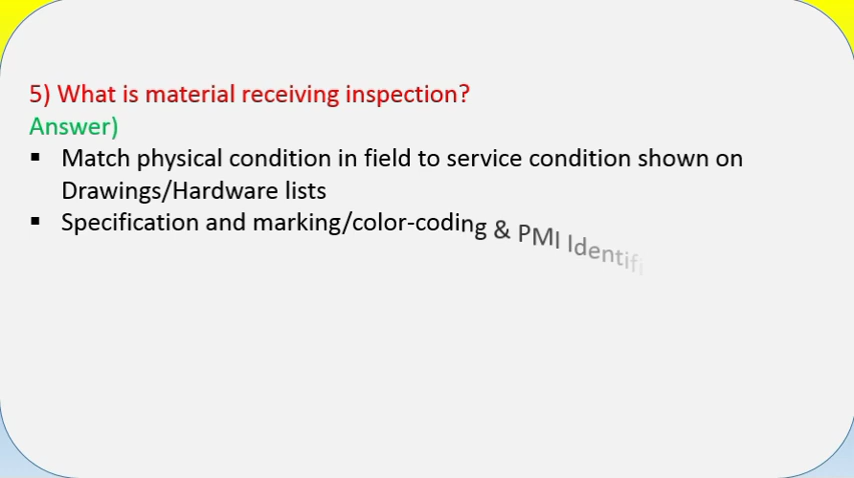 5) What is material receiving inspection?
Answer)
▪ Match physical condition in field to service condition shown on
Drawings/Hardware lists
▪ Specification and marking/color-coding & PMI Identifi